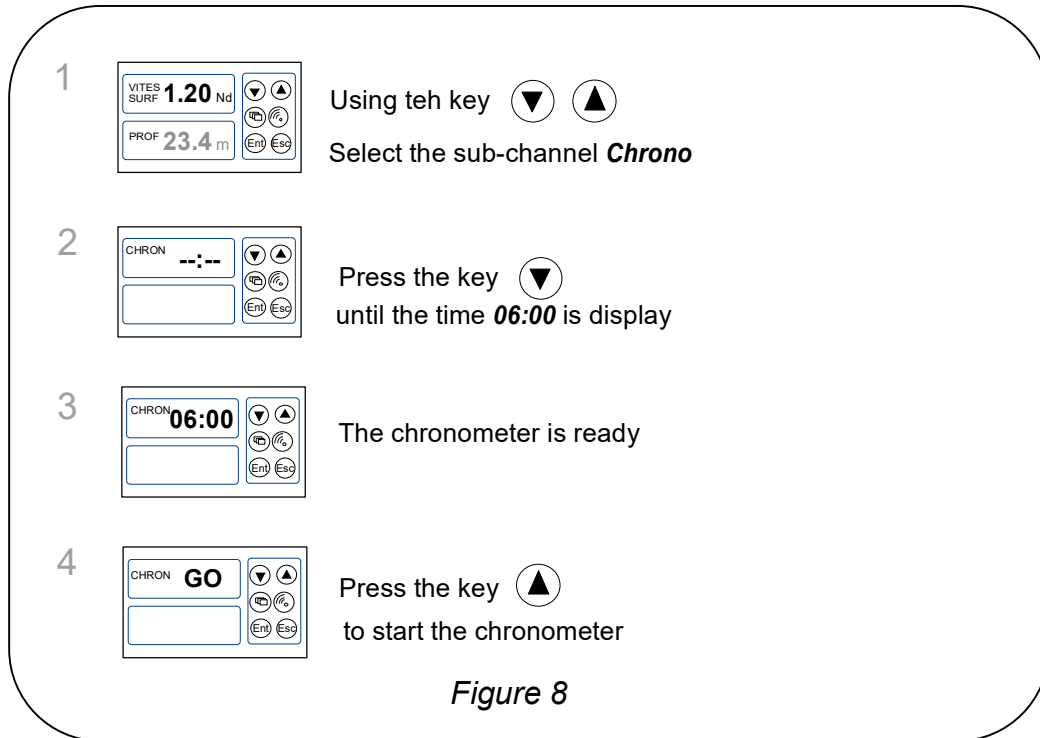 1
VITES
SURF 1.20 Nd
PROF 23.4 m
Ent Esc
Using teh key
Select the sub-channel Chrono
2
CHRON --:--
Ent Esc
Press the key
until the time 06:00 is display
3
CHRON 06:00
Ent Esc
The chronometer is ready
4
CHRON GO
Ent Esc
Press the key
to start the chronometer
Figure 8